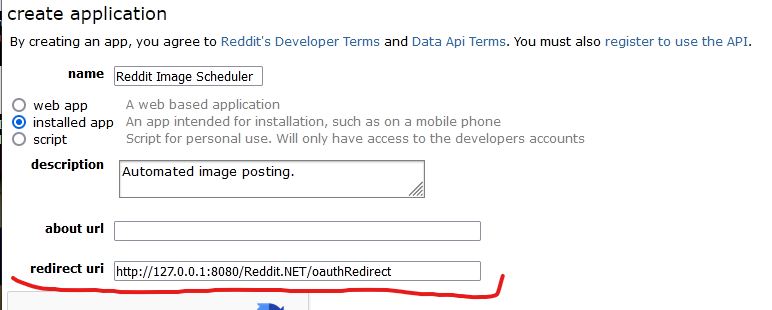 create application
By creating an app, you agree to Reddit's Developer Terms and Data Api Terms. You must also register to use the API.
name Reddit Image Scheduler
web app A web based application
installed app An app intended for installation, such as on a mobile phone
script Script for personal use. Will only have access to the developers accounts
description Automated image posting.
about url
redirect uri http://127.0.0.1:8080/Reddit.NET/oauthRedirect